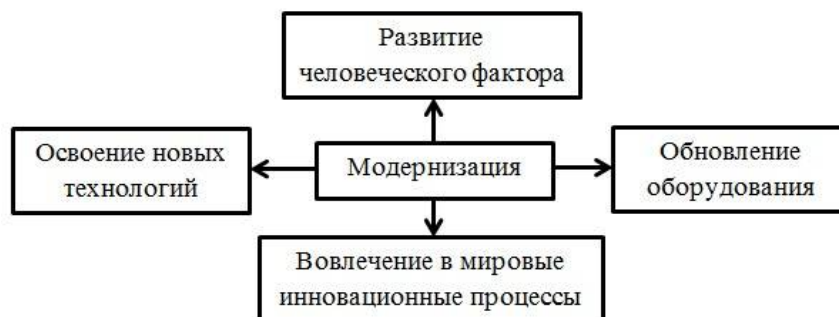 Развитие
человеческого фактора
Освоение новых
технологий
Модернизация
Обновление
оборудования
Вовлечение в мировые
инновационные процессы